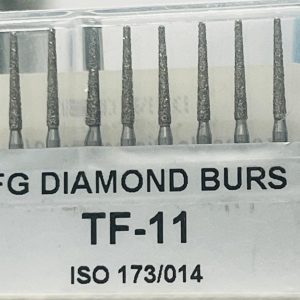 FG DIAMOND BURS
TF-11
ISO 173/014